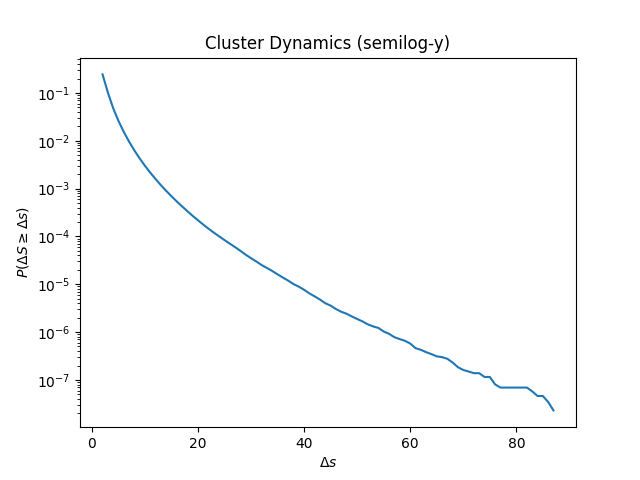 Cluster Dynamics (semilog-y)
10⁻¹
10⁻²
10⁻³
10⁻⁴
10⁻⁵
10⁻⁶
10⁻⁷
P(ΔS ≥ Δs)
0 20 40 60 80
Δs